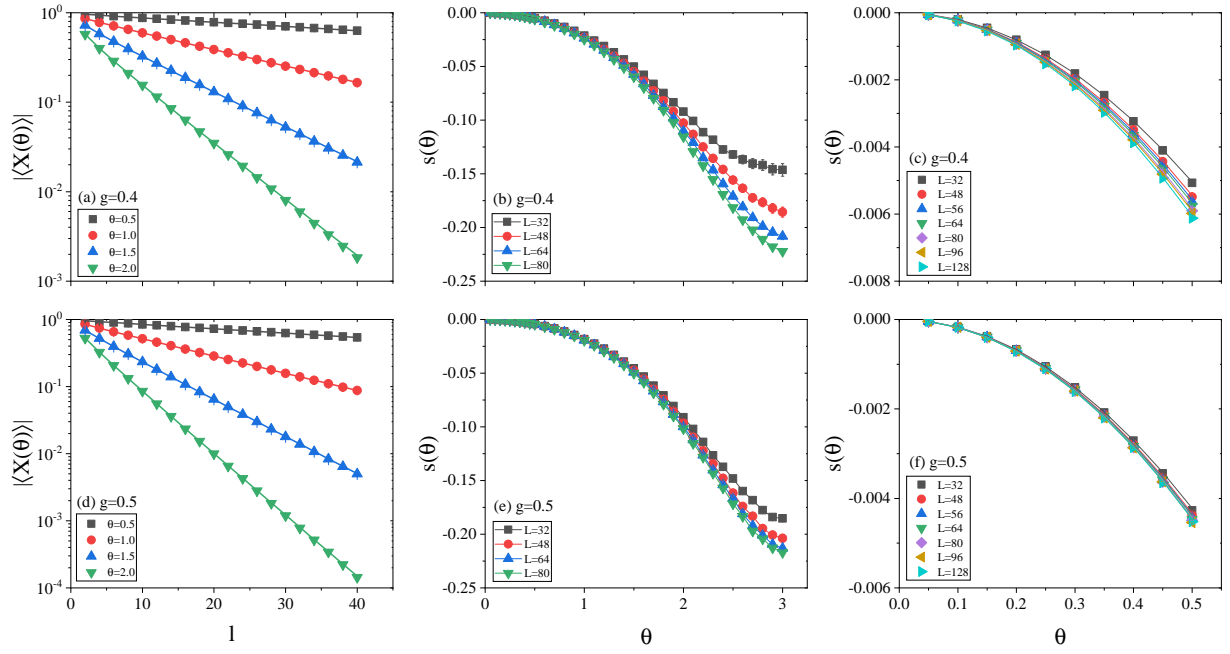 10^0
10^-1
10^-2
10^-3
|⟨X(θ)⟩|
(a) g=0.4
θ=0.5
θ=1.0
θ=1.5
θ=2.0
0.00
-0.05
-0.10
-0.15
-0.20
-0.25
s(θ)
(b) g=0.4
L=32
L=48
L=64
L=80
0.000
-0.002
-0.004
-0.006
-0.008
s(θ)
(c) g=0.4
L=32
L=48
L=56
L=64
L=80
L=96
L=128
10^0
10^-1
10^-2
10^-3
10^-4
|⟨X(θ)⟩|
(d) g=0.5
θ=0.5
θ=1.0
θ=1.5
θ=2.0
0 10 20 30 40
l
0.00
-0.05
-0.10
-0.15
-0.20
-0.25
s(θ)
(e) g=0.5
L=32
L=48
L=64
L=80
0 1 2 3
θ
0.000
-0.002
-0.004
-0.006
s(θ)
(f) g=0.5
L=32
L=48
L=56
L=64
L=80
L=96
L=128
0.0 0.1 0.2 0.3 0.4 0.5
θ